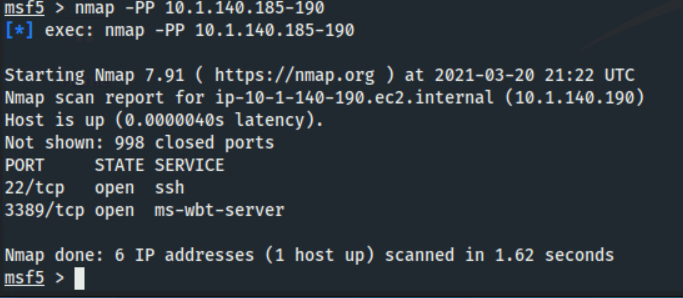 msf5 > nmap -PP 10.1.140.185-190
[*] exec: nmap -PP 10.1.140.185-190
Starting Nmap 7.91 ( https://nmap.org ) at 2021-03-20 21:22 UTC
Nmap scan report for ip-10-1-140-190.ec2.internal (10.1.140.190)
Host is up (0.0000040s latency).
Not shown: 998 closed ports
PORT     STATE SERVICE
22/tcp   open  ssh
3389/tcp open  ms-wbt-server
Nmap done: 6 IP addresses (1 host up) scanned in 1.62 seconds
msf5 >